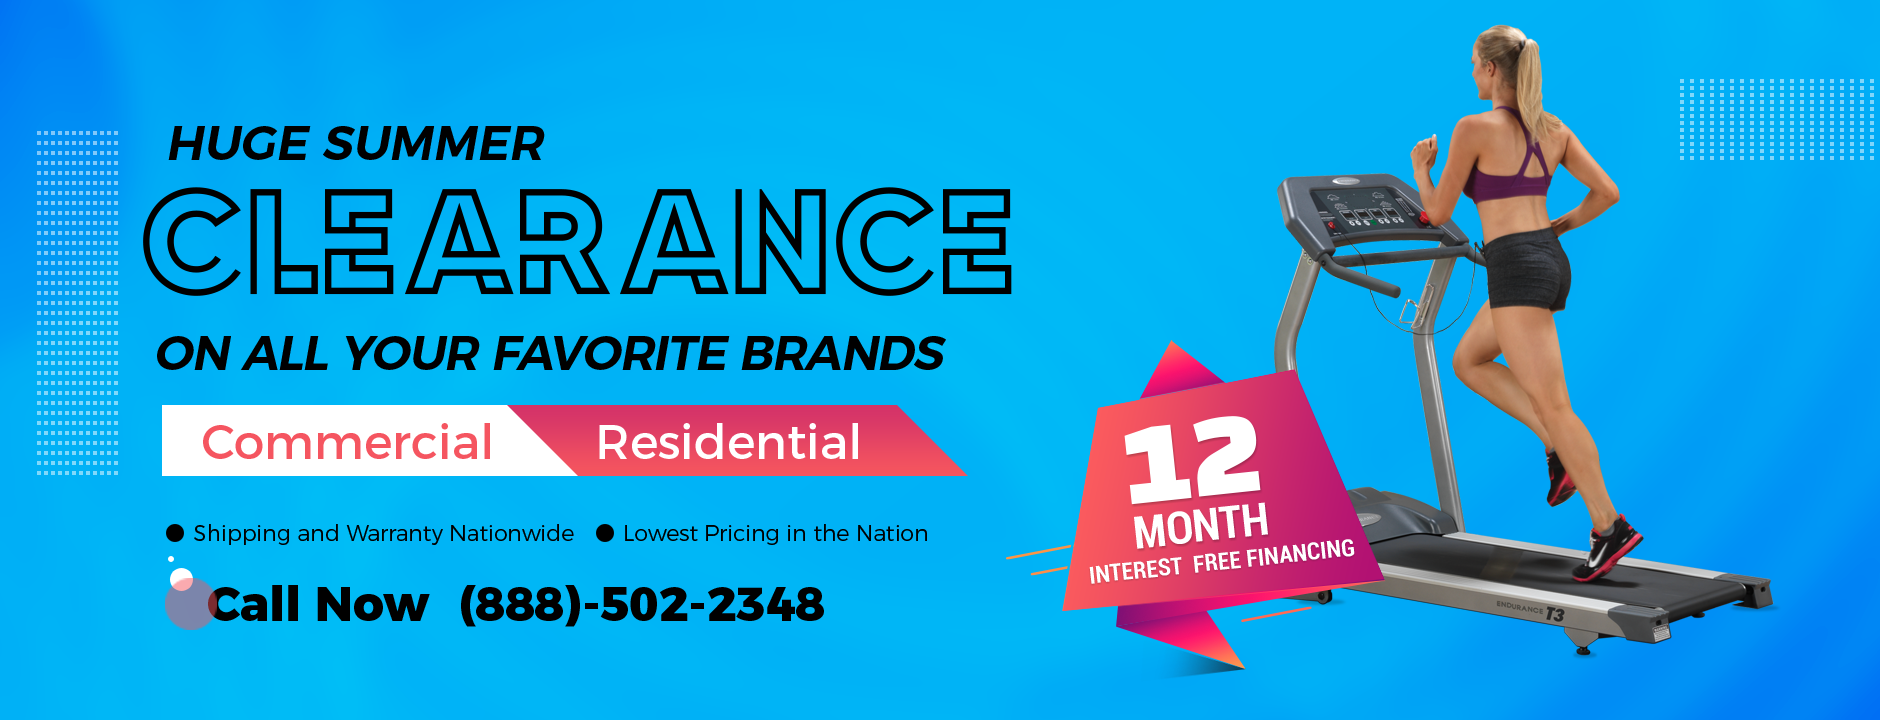 HUGE SUMMER
CLEARANCE
ON ALL YOUR FAVORITE BRANDS
Commercial Residential
Shipping and Warranty Nationwide Lowest Pricing in the Nation
Call Now (888)-502-2348
12
MONTH
INTEREST FREE FINANCING
ENDURANCE T3